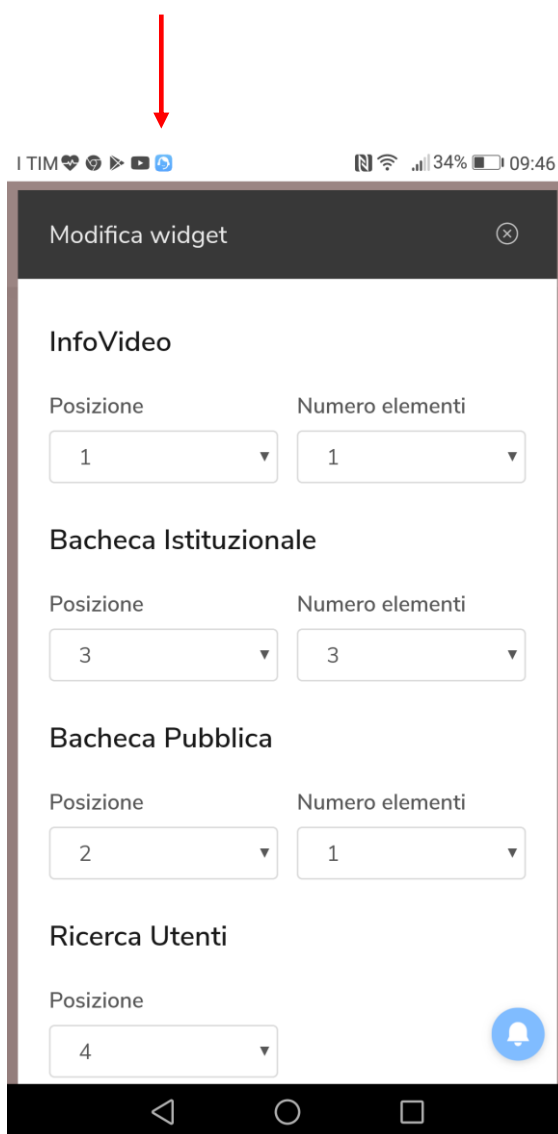 I TIM 34% 09:46
Modifica widget
InfoVideo
Posizione Numero elementi
1 1
Bacheca Istituzionale
Posizione Numero elementi
3 3
Bacheca Pubblica
Posizione Numero elementi
2 1
Ricerca Utenti
Posizione
4